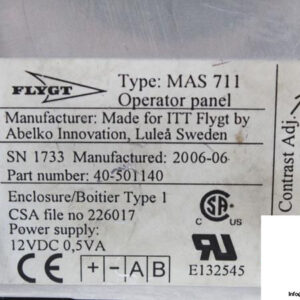 FLYGT
Type: MAS 711
Operator panel
Manufacturer: Made for ITT Flygt by
Abelko Innovation, Luleå Sweden
SN 1733 Manufactured: 2006-06
Part number: 40-501140
Enclosure/Boitier Type 1
CSA file no 226017
Power supply:
12VDC 0,5VA
CE + - A B
E132545
Contrast Adj.